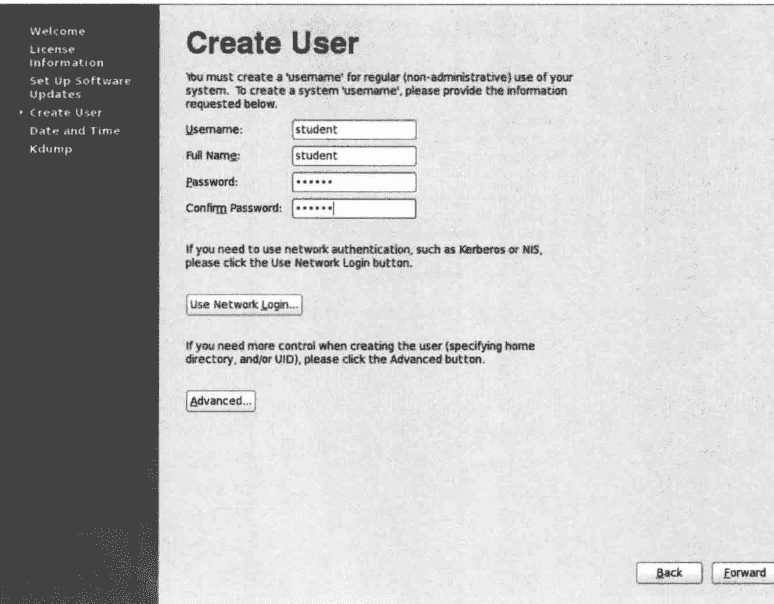 Welcome
License
Information
Set Up Software
Updates
Create User
Date and Time
Kdump
Create User
You must create a 'username' for regular (non-administrative) use of your
system. To create a system 'username', please provide the information
requested below.
Username:
student
Full Name:
student
Password:
••••••
Confirm Password:
••••••
If you need to use network authentication, such as Kerberos or NIS,
please click the Use Network Login button.
Use Network Login...
If you need more control when creating the user (specifying home
directory, and/or UID), please click the Advanced button.
Advanced...
Back
Forward